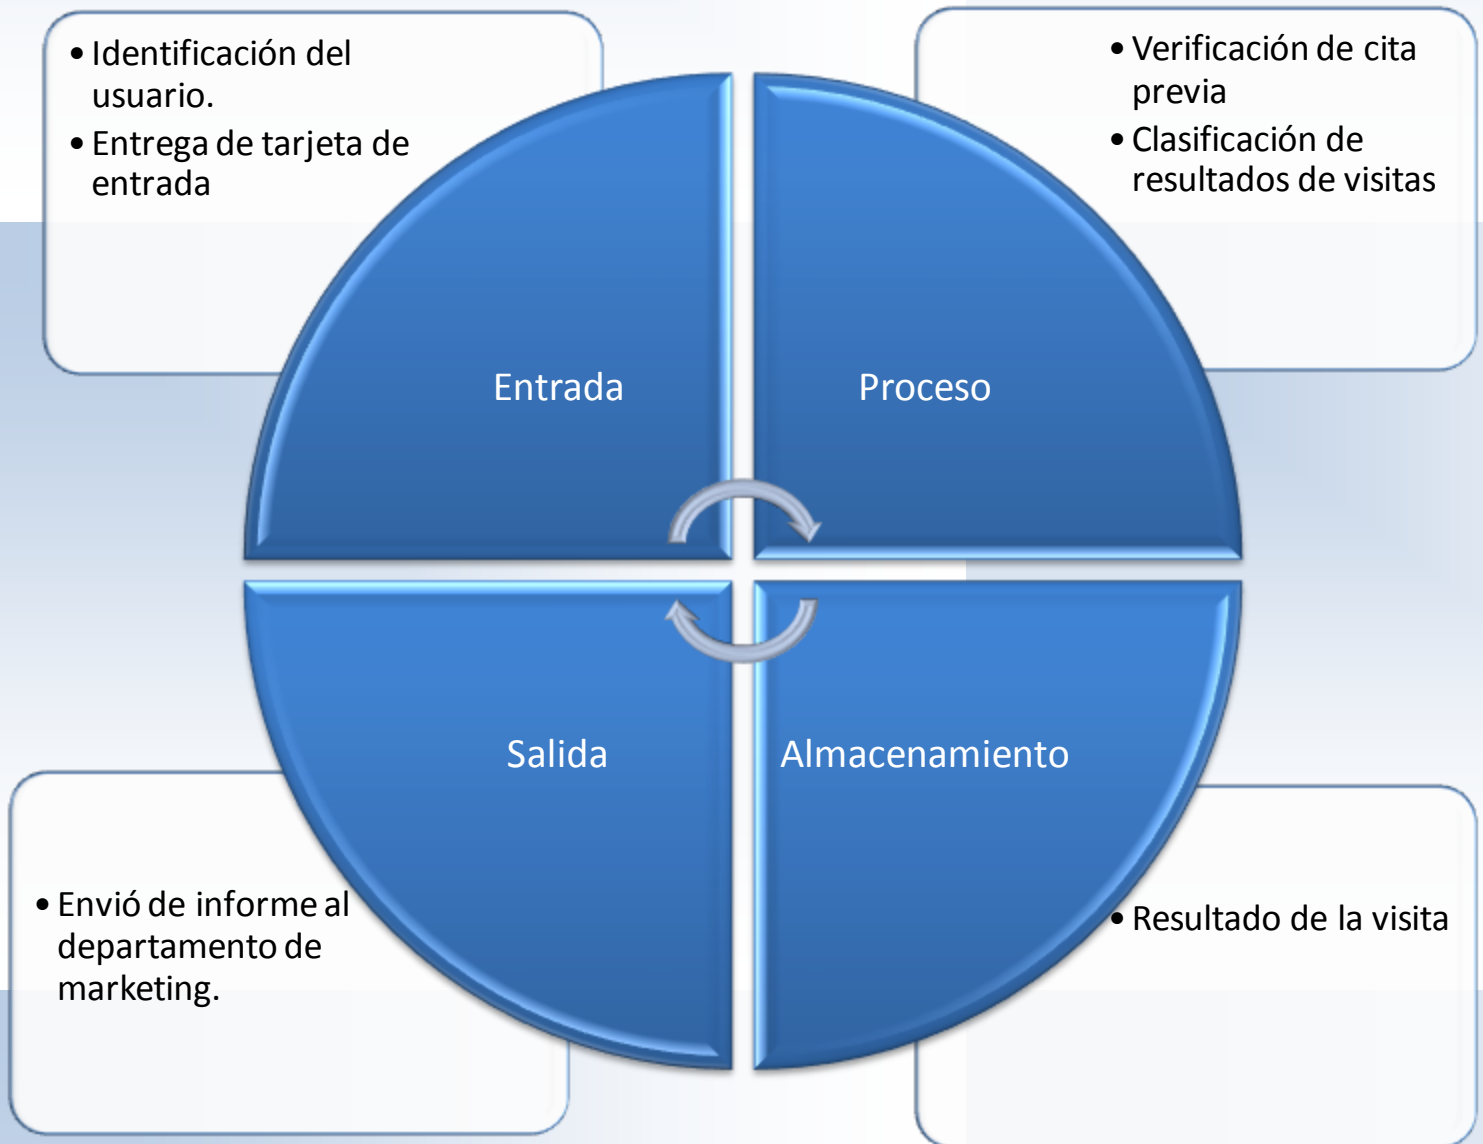 • Identificación del
usuario.
• Entrega de tarjeta de
entrada
• Verificación de cita
previa
• Clasificación de
resultados de visitas
Entrada
Proceso
Salida
Almacenamiento
• Envió de informe al
departamento de
marketing.
• Resultado de la visita